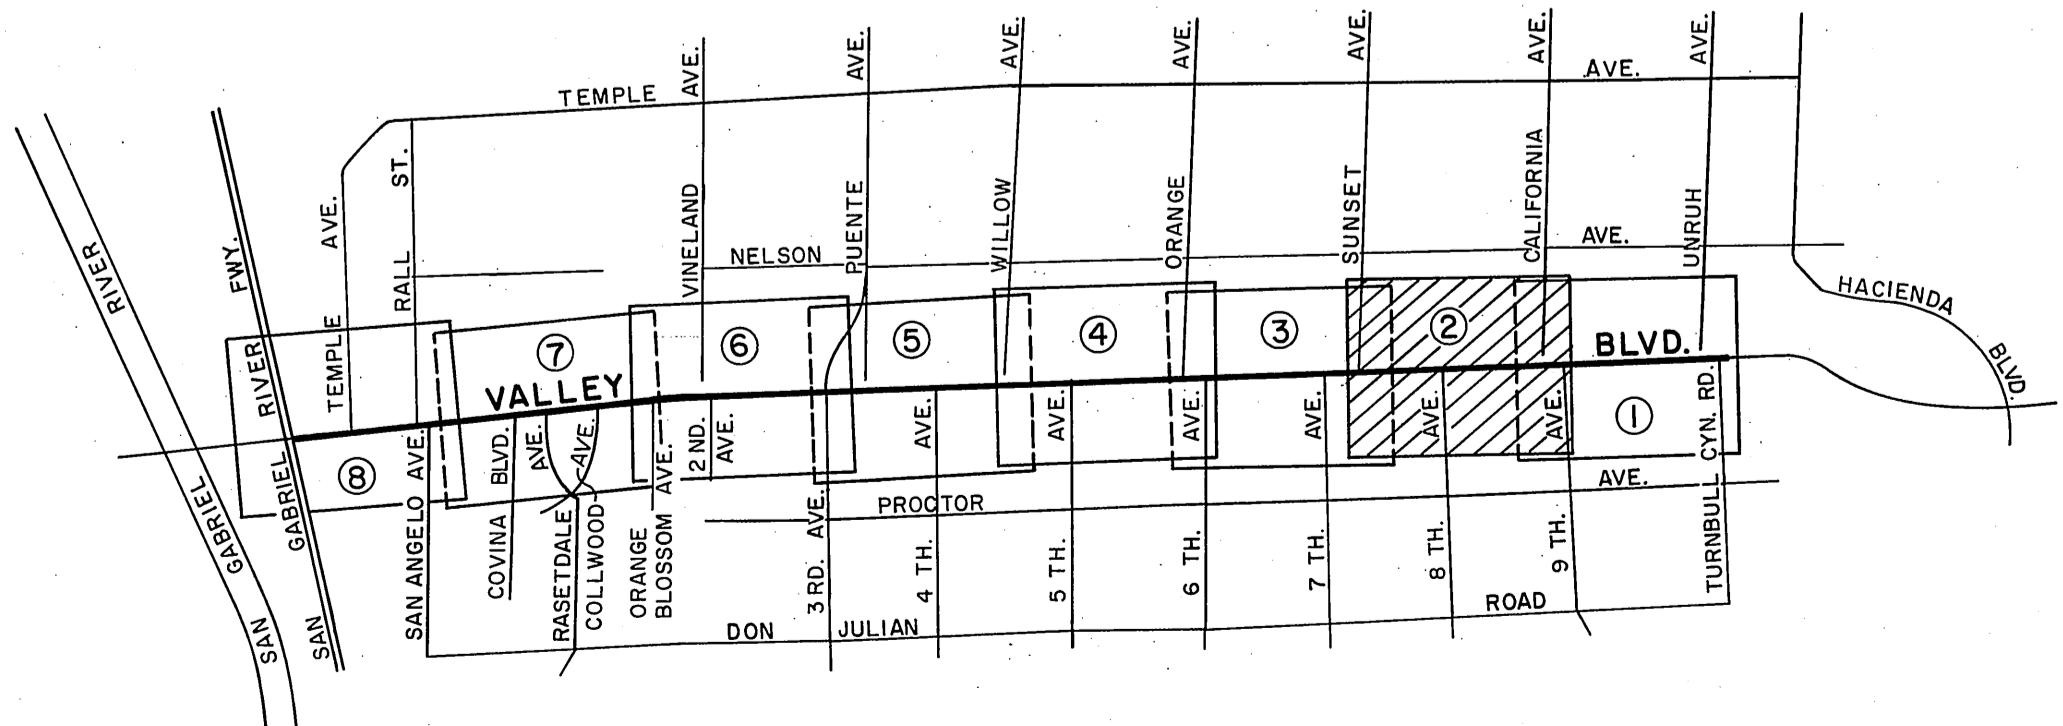 TEMPLE AVE.
AVE.
AVE.
AVE.
AVE.
AVE.
AVE.
AVE.
TEMPLE AVE.
RALL ST.
VINELAND
PUENTE
WILLOW
ORANGE
SUNSET
CALIFORNIA
UNRUH
NELSON AVE.
HACIENDA BLVD.
SAN GABRIEL RIVER
SAN GABRIEL RIVER FWY.
VALLEY BLVD.
8
7
6
5
4
3
2
1
SAN ANGELO AVE.
COVINA BLVD.
RASETDALE AVE.
COLLWOOD AVE.
ORANGE
BLOSSOM AVE.
2 ND. AVE.
3 RD. AVE.
4 TH. AVE.
5 TH. AVE.
6 TH. AVE.
7 TH. AVE.
8 TH. AVE.
9 TH. AVE.
TURNBULL CYN. RD.
PROCTOR AVE.
DON JULIAN ROAD